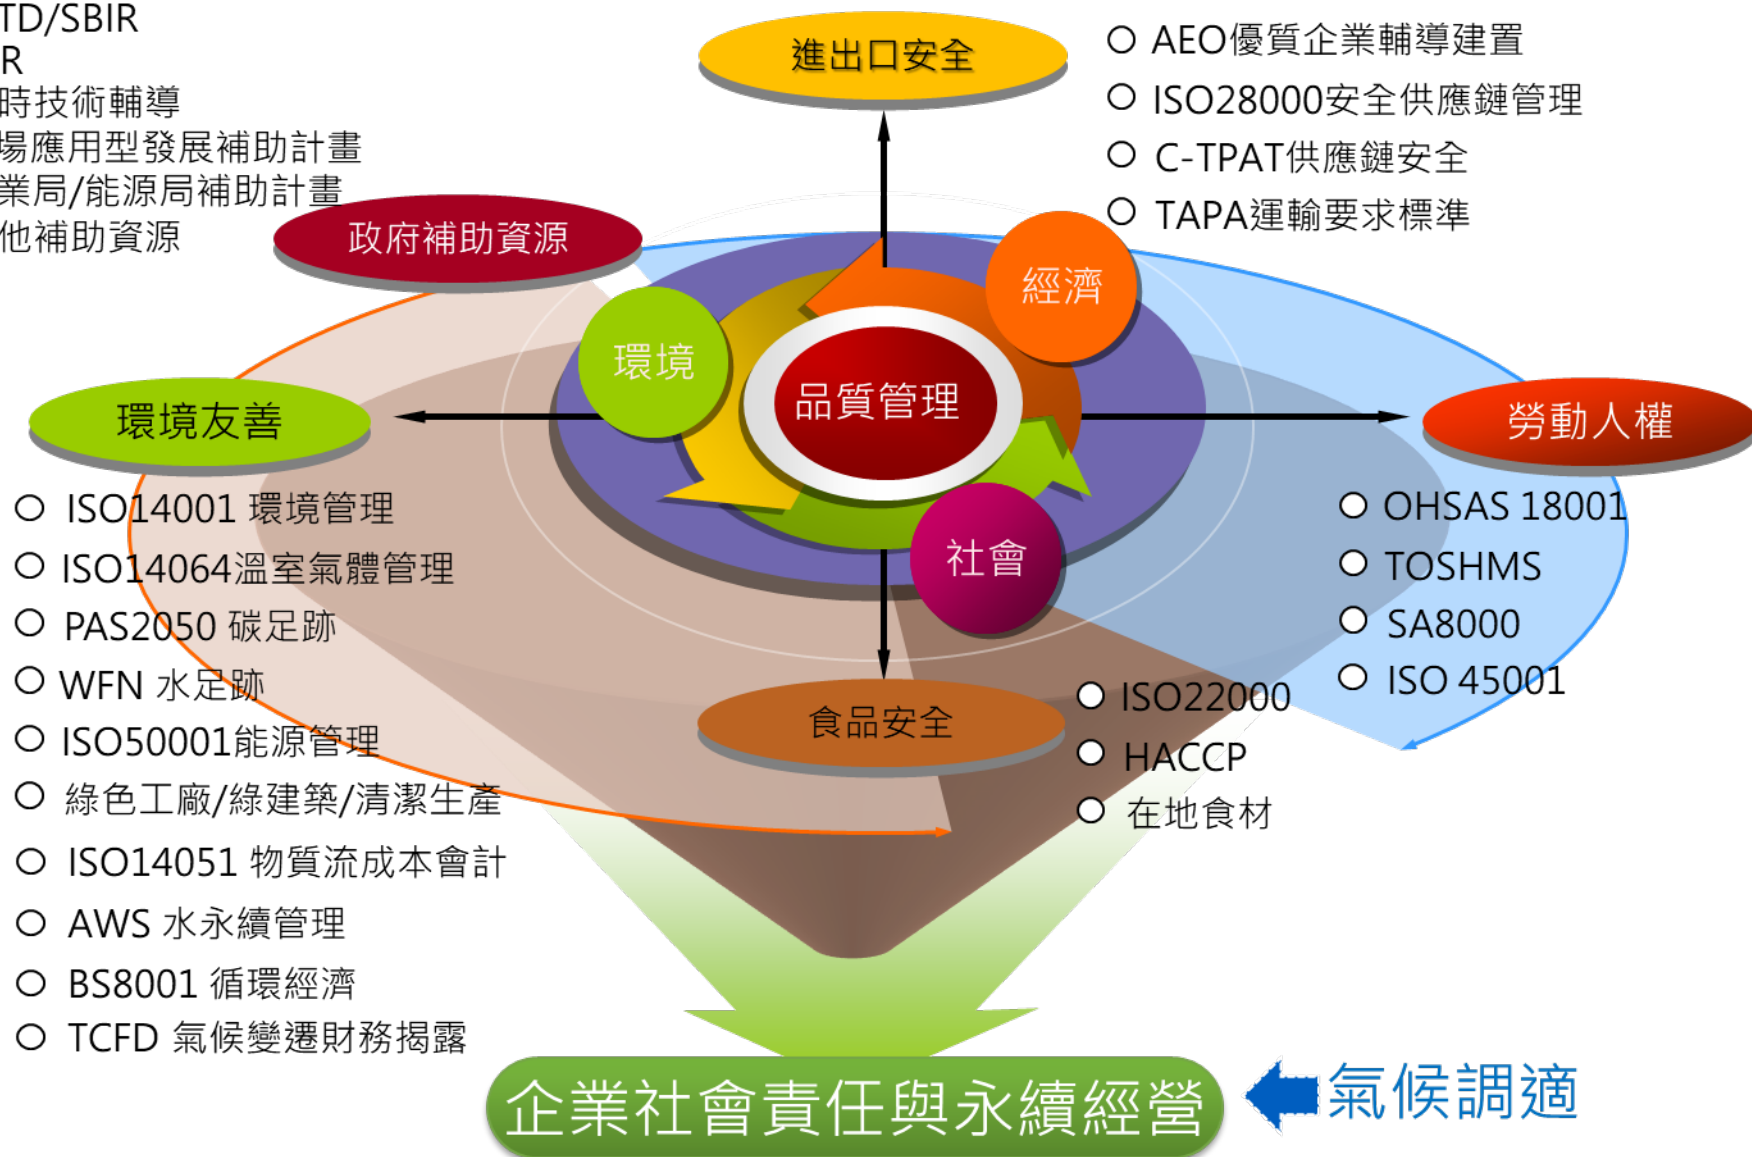 TD/SBIR
R
時技術輔導
場應用型發展補助計畫
業局/能源局補助計畫
他補助資源
政府補助資源
進出口安全
AEO優質企業輔導建置
ISO28000安全供應鏈管理
C-TPAT供應鏈安全
TAPA運輸要求標準
經濟
環境
品質管理
社會
環境友善
ISO14001 環境管理
ISO14064溫室氣體管理
PAS2050 碳足跡
WFN 水足跡
ISO50001能源管理
綠色工廠/綠建築/清潔生產
ISO14051 物質流成本會計
AWS 水永續管理
BS8001 循環經濟
TCFD 氣候變遷財務揭露
勞動人權
OHSAS 18001
TOSHMS
SA8000
ISO 45001
食品安全
ISO22000
HACCP
在地食材
企業社會責任與永續經營
氣候調適